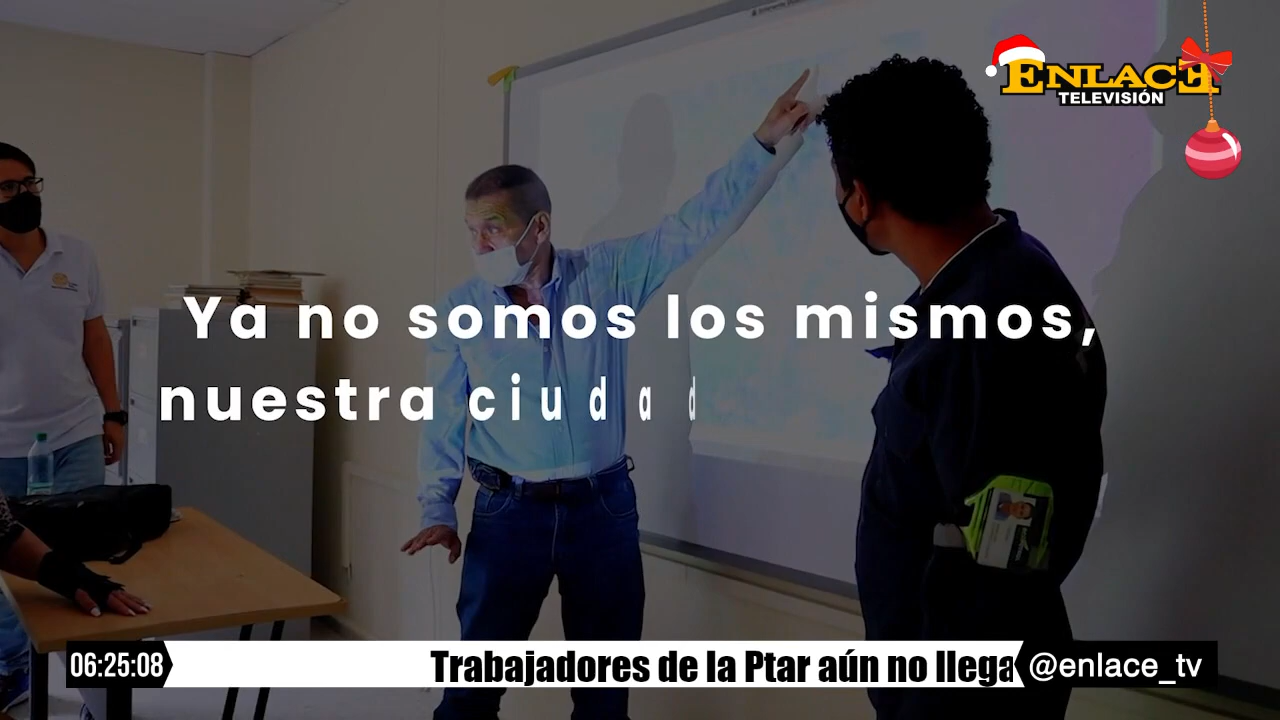 ENLACE
TELEVISIÓN
Ya no somos los mismos,
nuestra ciudad
06:25:08
Trabajadores de la Ptar aún no llega
@enlace_tv